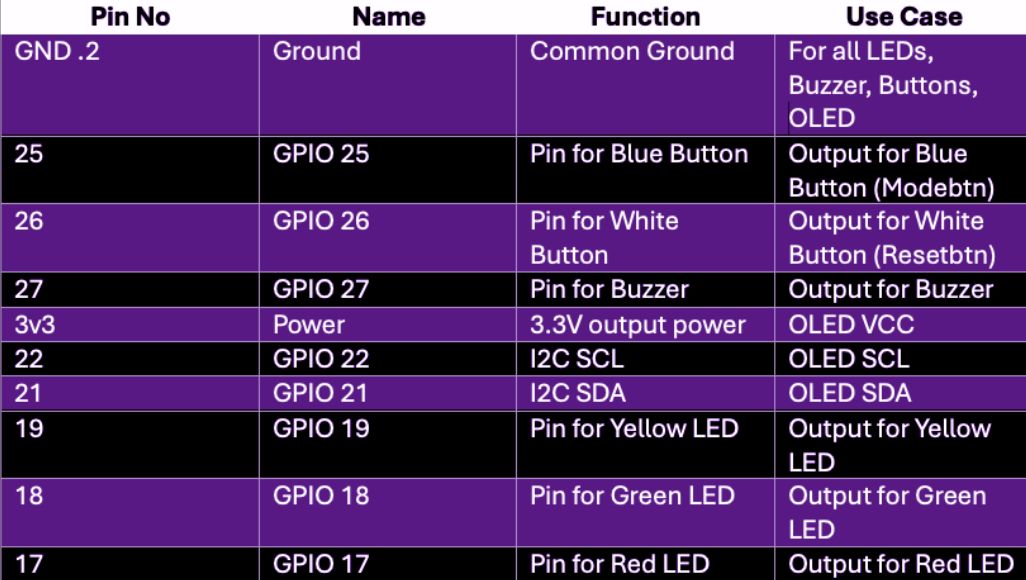 Pin No Name Function Use Case
GND .2 Ground Common Ground For all LEDs,
Buzzer, Buttons,
OLED
25 GPIO 25 Pin for Blue Button Output for Blue
Button (Modebtn)
26 GPIO 26 Pin for White Output for White
Button Button (Resetbtn)
27 GPIO 27 Pin for Buzzer Output for Buzzer
3v3 Power 3.3V output power OLED VCC
22 GPIO 22 I2C SCL OLED SCL
21 GPIO 21 I2C SDA OLED SDA
19 GPIO 19 Pin for Yellow LED Output for Yellow
LED
18 GPIO 18 Pin for Green LED Output for Green
LED
17 GPIO 17 Pin for Red LED Output for Red LED